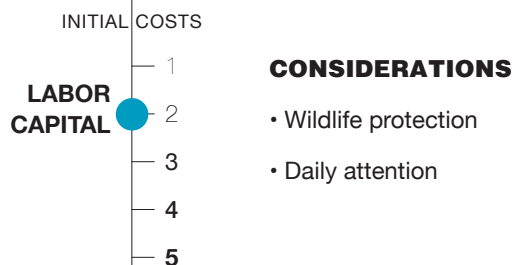 INITIAL COSTS
1
LABOR
CAPITAL
2
3
4
5
CONSIDERATIONS
• Wildlife protection
• Daily attention